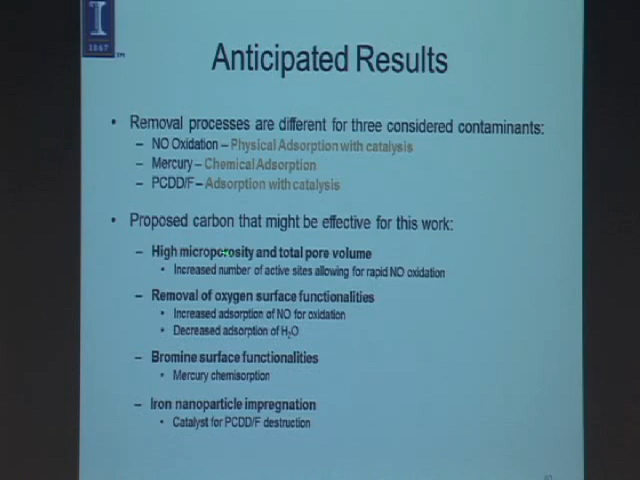 I
1867
TM
Anticipated Results
• Removal processes are different for three considered contaminants:
– NO Oxidation – Physical Adsorption with catalysis
– Mercury – Chemical Adsorption
– PCDD/F – Adsorption with catalysis
• Proposed carbon that might be effective for this work:
– High microporosity and total pore volume
• Increased number of active sites allowing for rapid NO oxidation
– Removal of oxygen surface functionalities
• Increased adsorption of NO for oxidation
• Decreased adsorption of H₂O
– Bromine surface functionalities
• Mercury chemisorption
– Iron nanoparticle impregnation
• Catalyst for PCDD/F destruction